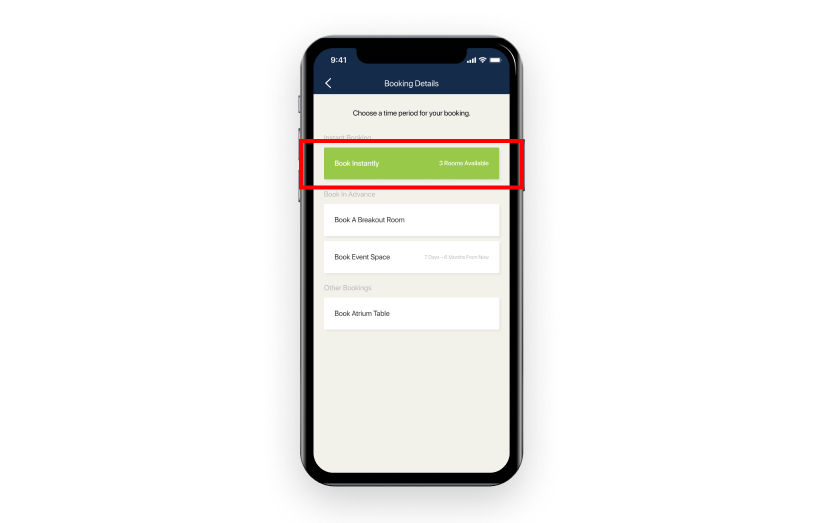 9:41
Booking Details
Choose a time period for your booking.
Instant Booking
Book Instantly
3 Rooms Available
Book In Advance
Book A Breakout Room
Book Event Space
7 Days – 6 Months From Now
Other Bookings
Book Atrium Table